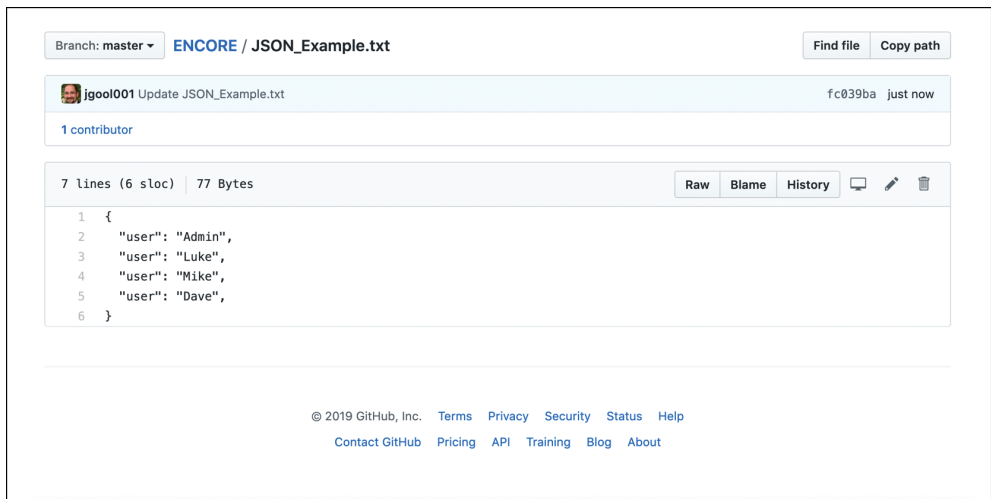 Branch: master ENCORE / JSON_Example.txt Find file Copy path
jgool001 Update JSON_Example.txt fc039ba just now
1 contributor
7 lines (6 sloc) 77 Bytes Raw Blame History
1 {
2 "user": "Admin",
3 "user": "Luke",
4 "user": "Mike",
5 "user": "Dave",
6 }
© 2019 GitHub, Inc. Terms Privacy Security Status Help
Contact GitHub Pricing API Training Blog About